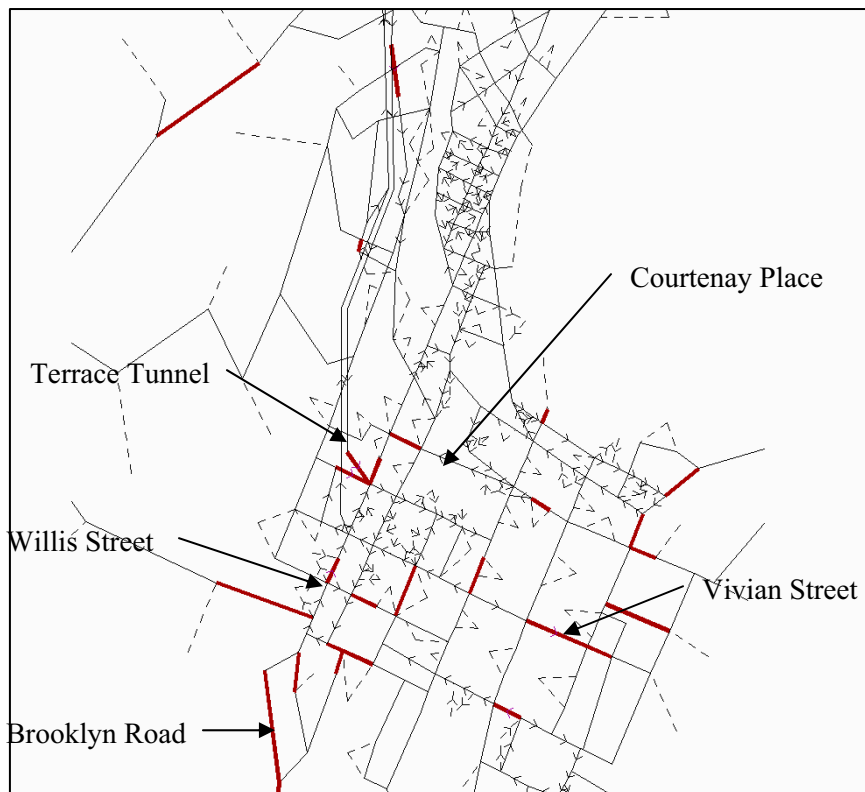 Courtenay Place
Terrace Tunnel
Willis Street
Vivian Street
Brooklyn Road